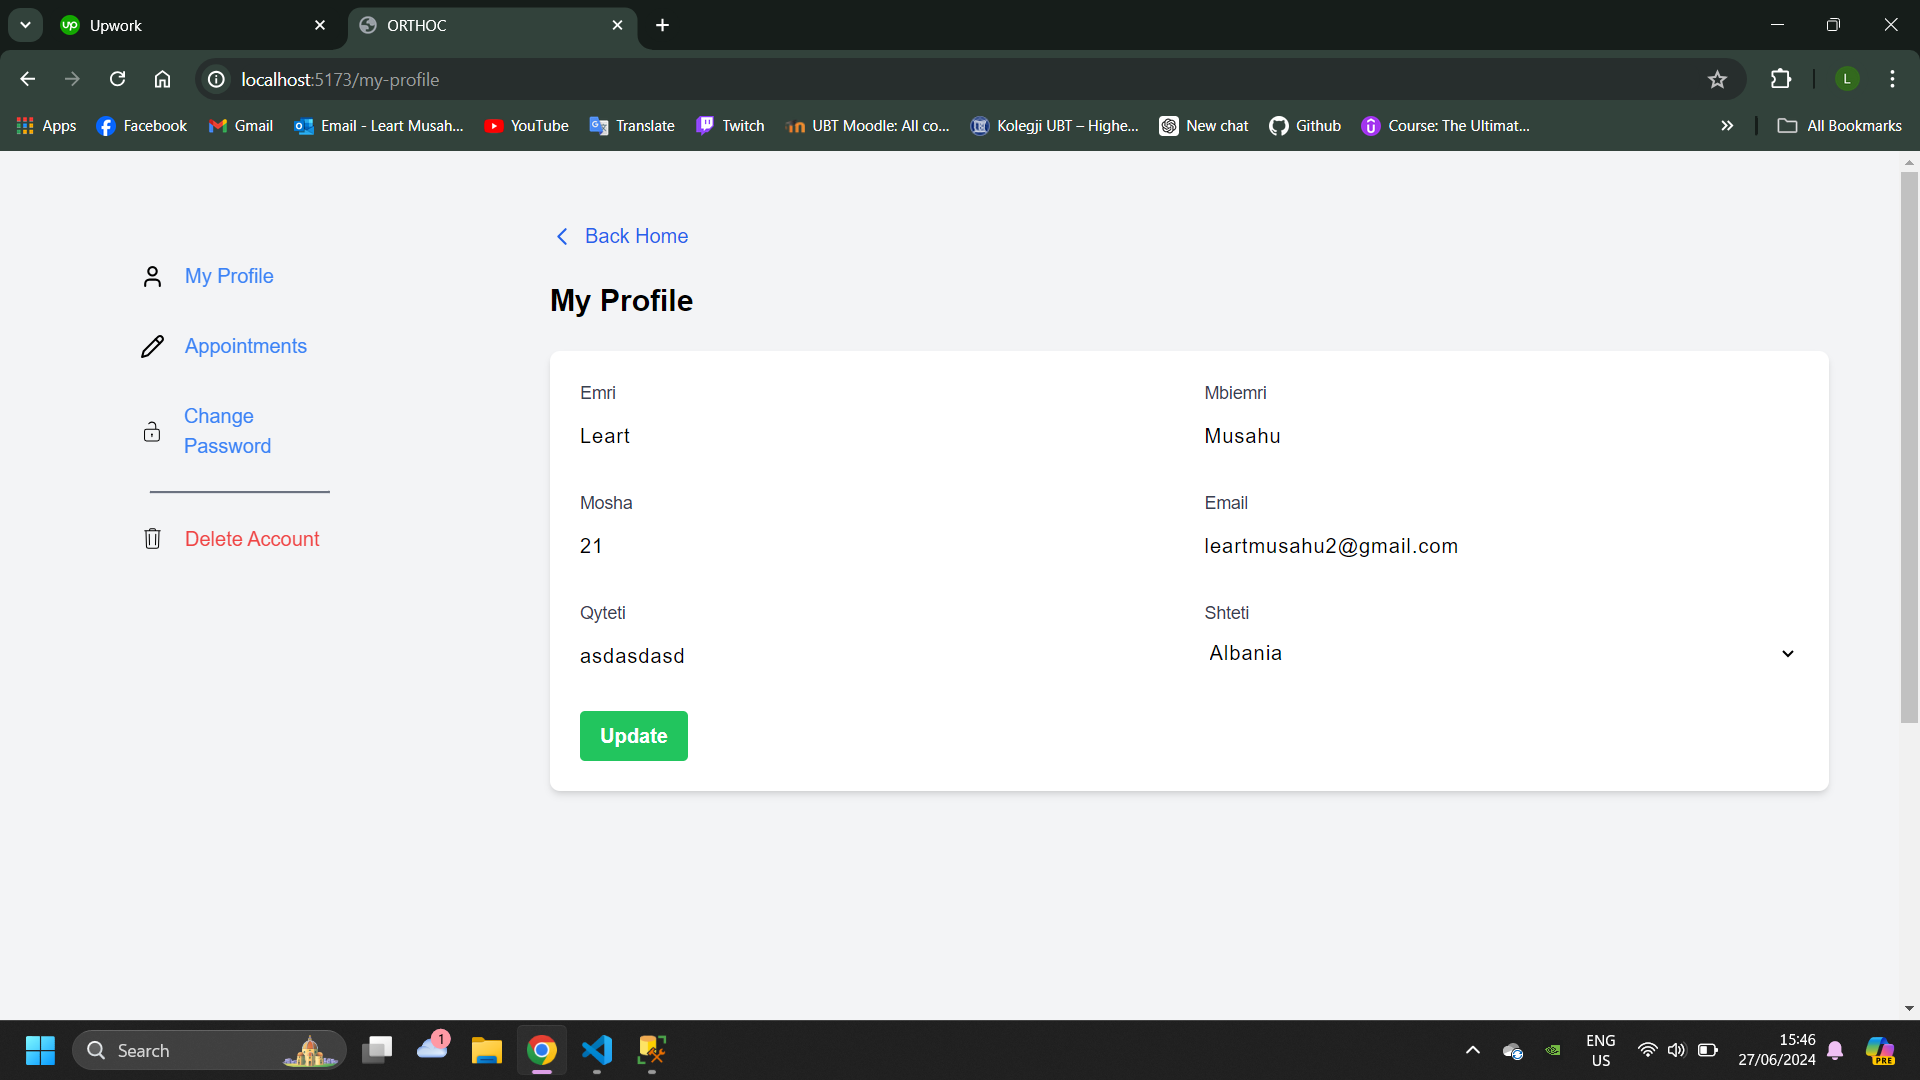 Upwork
ORTHOC
localhost:5173/my-profile
Apps
Facebook
Gmail
Email - Leart Musah...
YouTube
Translate
Twitch
UBT Moodle: All co...
Kolegji UBT – Highe...
New chat
Github
Course: The Ultimat...
All Bookmarks
L
Back Home
My Profile
Appointments
Change
Password
Delete Account
My Profile
Emri
Mbiemri
Leart
Musahu
Mosha
Email
21
leartmusahu2@gmail.com
Qyteti
Shteti
asdasdasd
Albania
Update
Search
1
ENG
US
15:46
27/06/2024
PRE